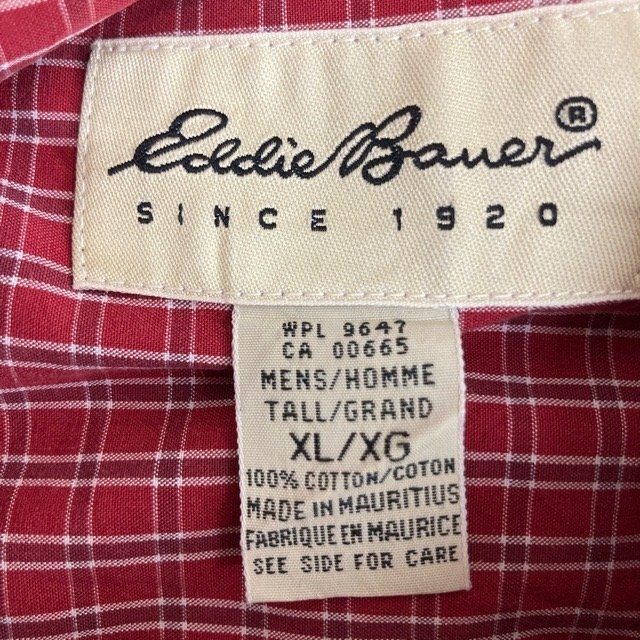 Eddie Bauer®
SINCE 1920
WPL 9647
CA 00665
MENS/HOMME
TALL/GRAND
XL/XG
100% COTTON/COTON
MADE IN MAURITIUS
FABRIQUE EN MAURICE
SEE SIDE FOR CARE